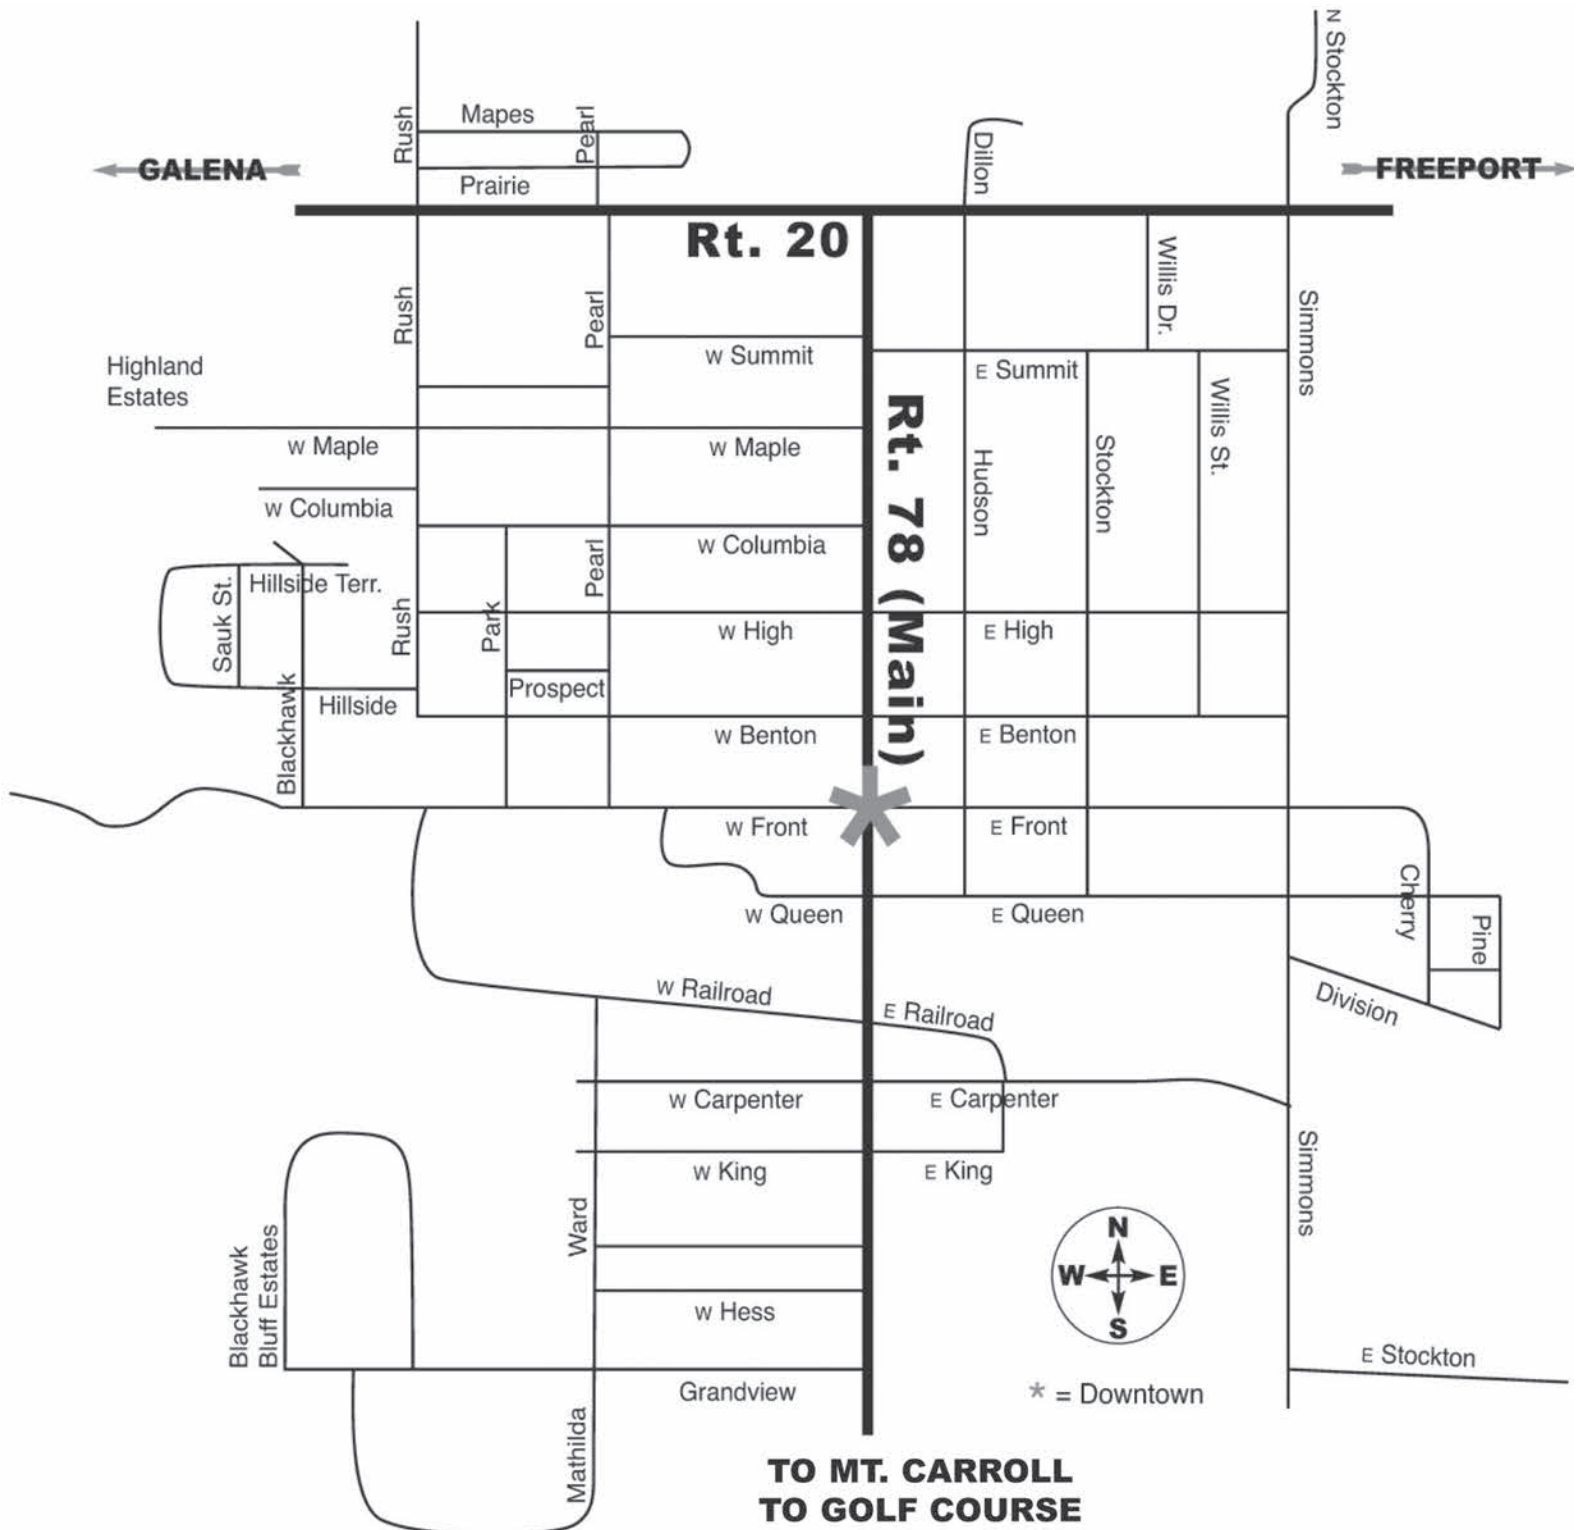 N Stockton
Mapes
Rush
Pearl
Dillon
GALENA
FREEPORT
Prairie
Rt. 20
Willis Dr.
Rush
Pearl
Simmons
W Summit
E Summit
Highland
Estates
Willis St.
Rt. 78 (Main)
W Maple
W Maple
Hudson
Stockton
W Columbia
W Columbia
Pearl
Hillside Terr.
Sauk St.
Rush
Park
W High
E High
Prospect
Blackhawk
Hillside
W Benton
E Benton
W Front
E Front
Cherry
W Queen
E Queen
Pine
W Railroad
E Railroad
Division
W Carpenter
E Carpenter
Simmons
W King
E King
Ward
N
W E
S
Blackhawk
Bluff Estates
W Hess
E Stockton
Grandview
* = Downtown
Mathilda
TO MT. CARROLL
TO GOLF COURSE